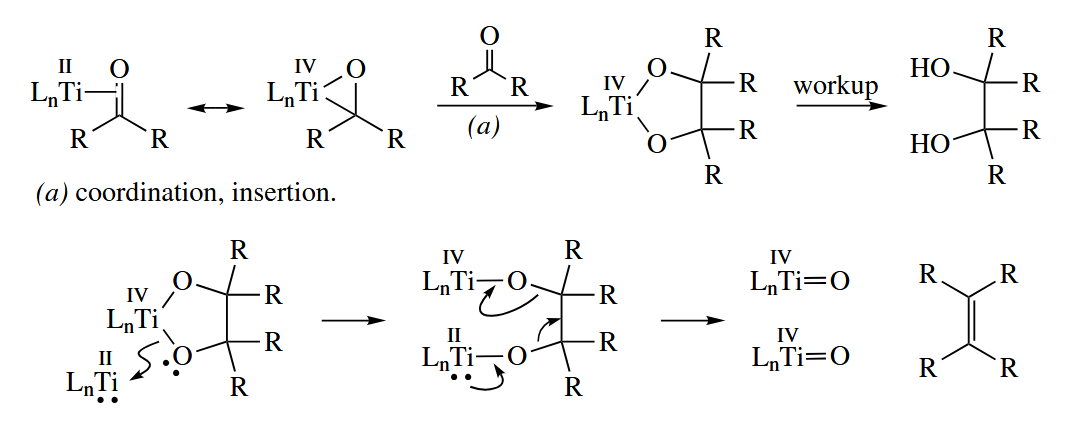 II IV O
LnTi O LnTi O R R IV O R R HO R R
R R R R (a) LnTi O R R workup HO R R
(a) coordination, insertion.
IV LnTi O O R R R R II LnTi
IV LnTi O R R II LnTi O R R
IV LnTi=O R R
IV LnTi=O R R